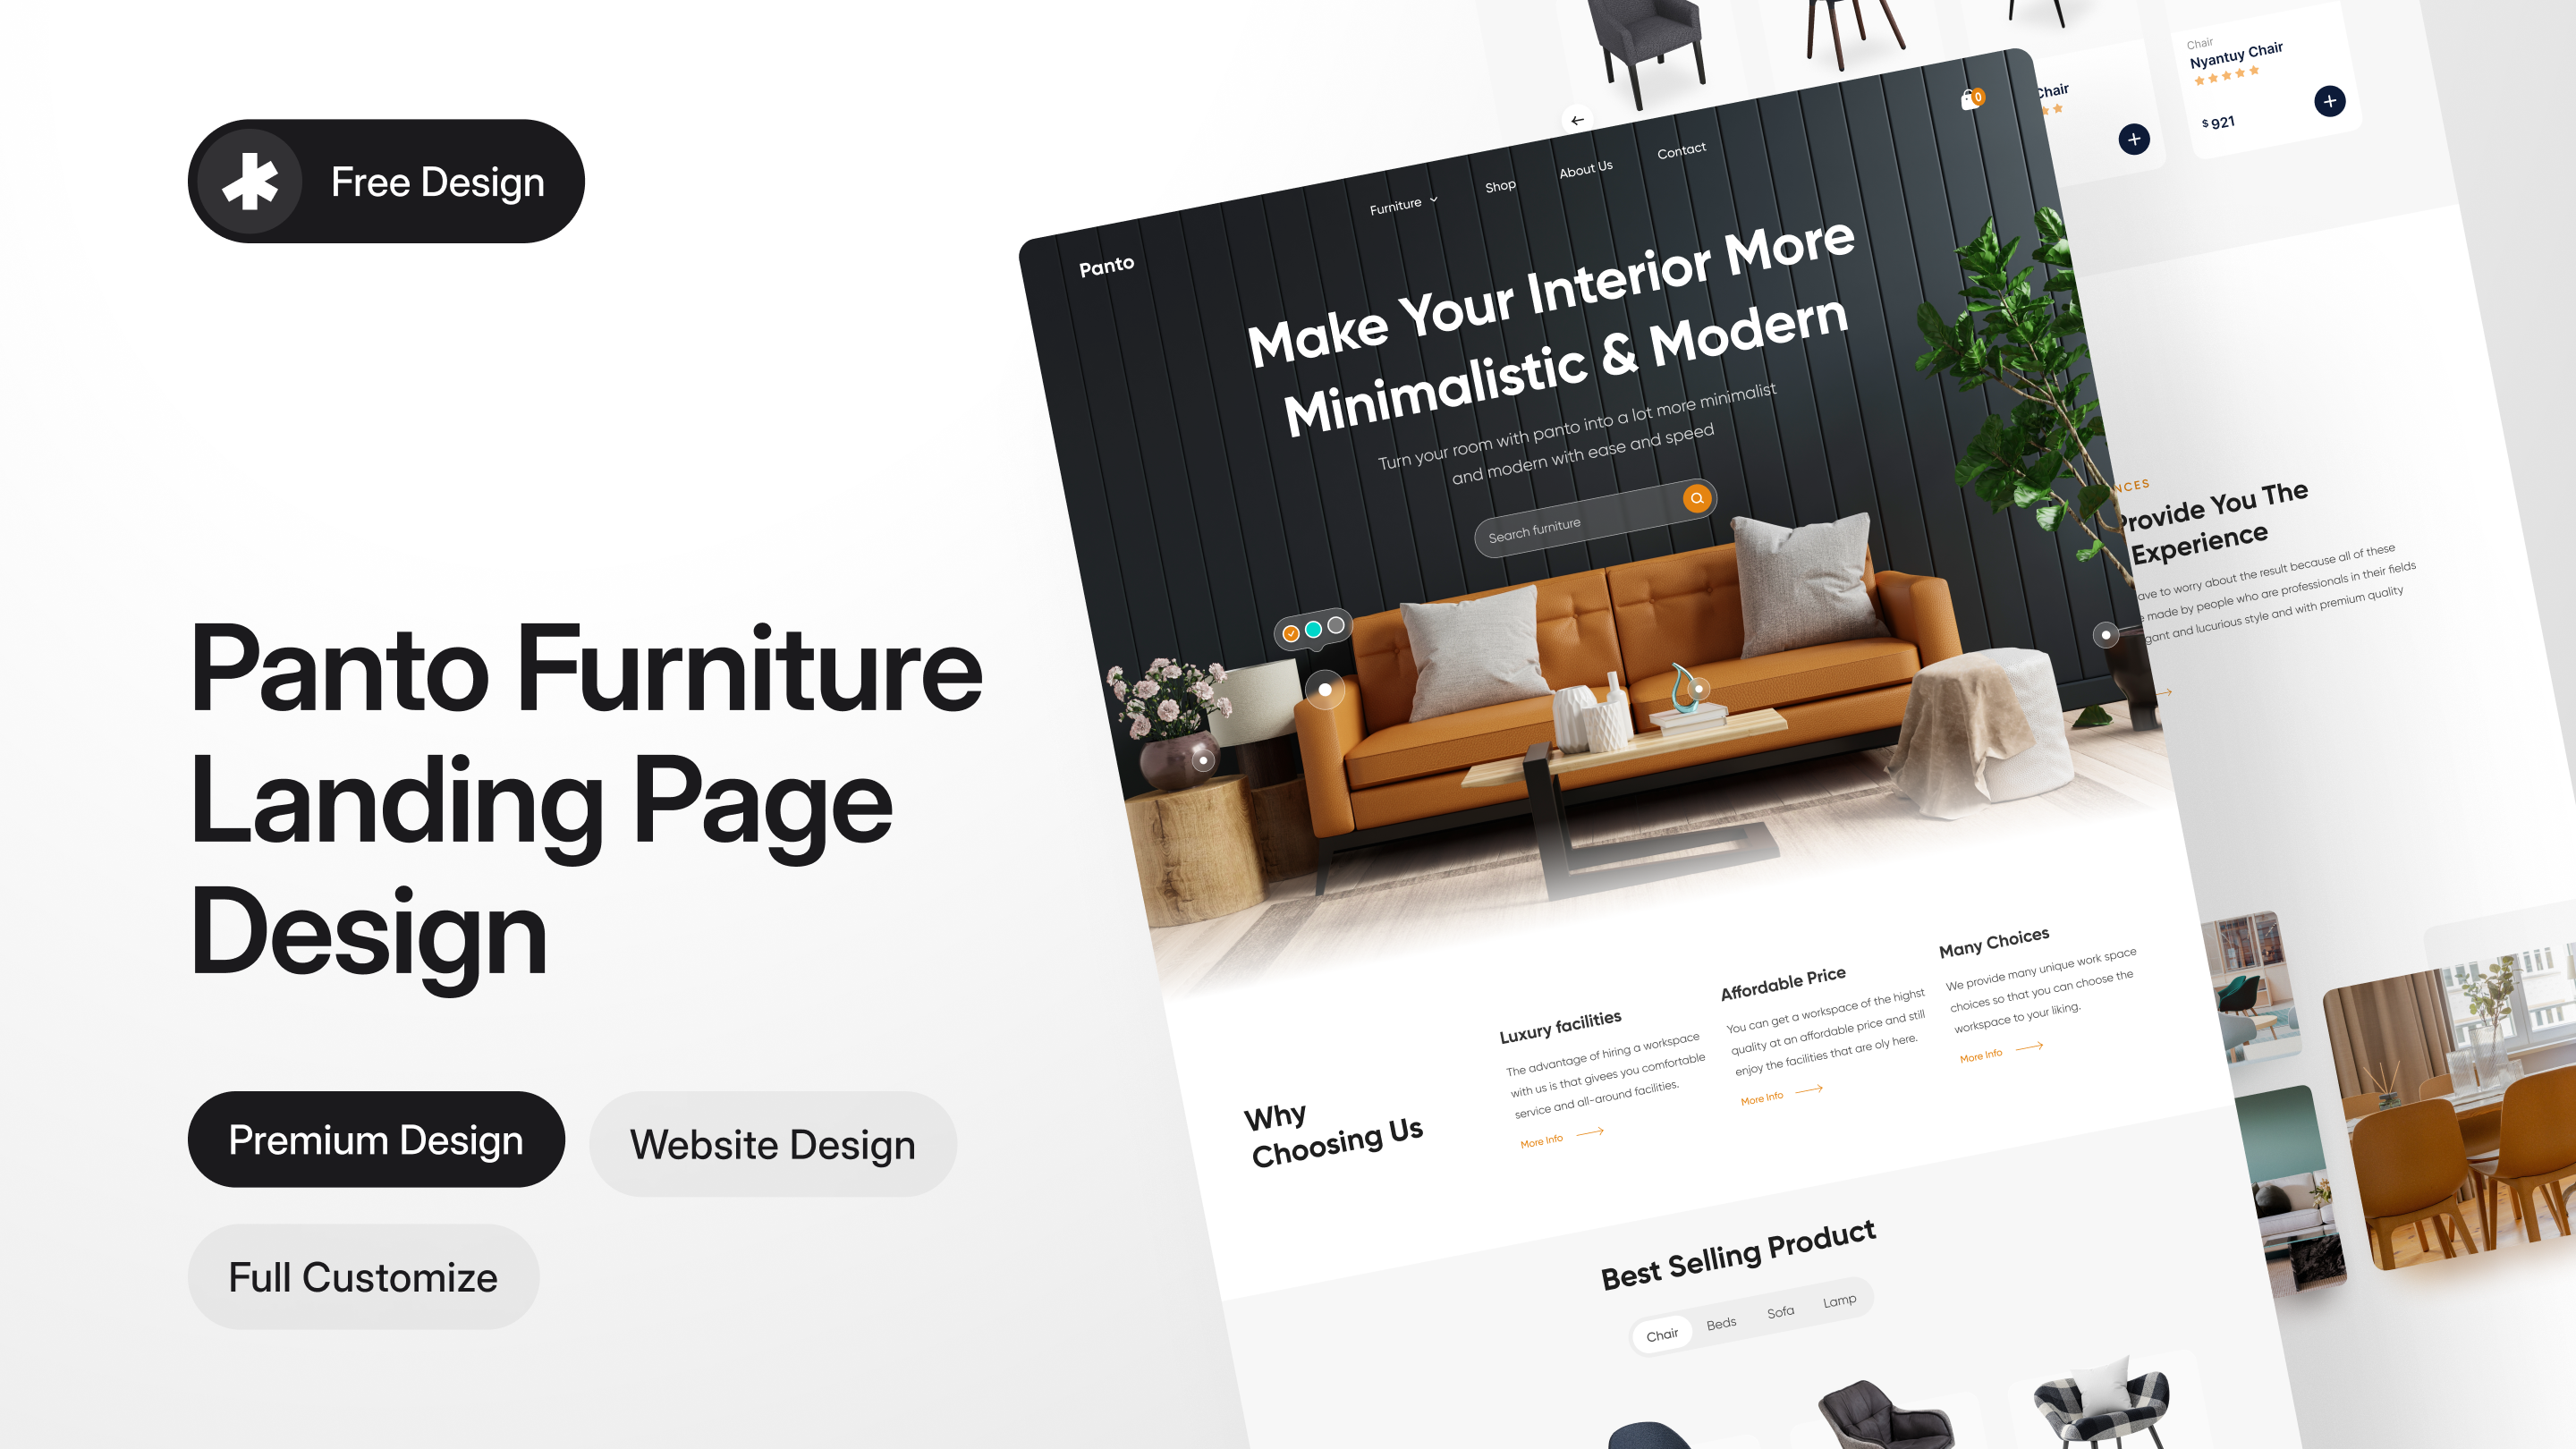 Free Design
Panto Furniture
Landing Page
Design
Premium Design
Website Design
Full Customize
Panto
Furniture
Shop
About Us
Contact
0
Make Your Interior More
Minimalistic & Modern
Turn your room with panto into a lot more minimalist
and modern with ease and speed
Search furniture
Why
Choosing Us
Luxury facilities
The advantage of hiring a workspace
with us is that givees you comfortable
service and all-around facilities.
More Info
Affordable Price
You can get a workspace of the highst
quality at an affordable price and still
enjoy the facilities that are oly here.
More Info
Many Choices
We provide many unique work space
choices so that you can choose the
workspace to your liking.
More Info
Best Selling Product
Chair
Beds
Sofa
Lamp
Chair
Chair
Nyantuy Chair
$ 921
NCES
Provide You The
Experience
ave to worry about the result because all of these
made by people who are professionals in their fields
gant and lucurious style and with premium quality